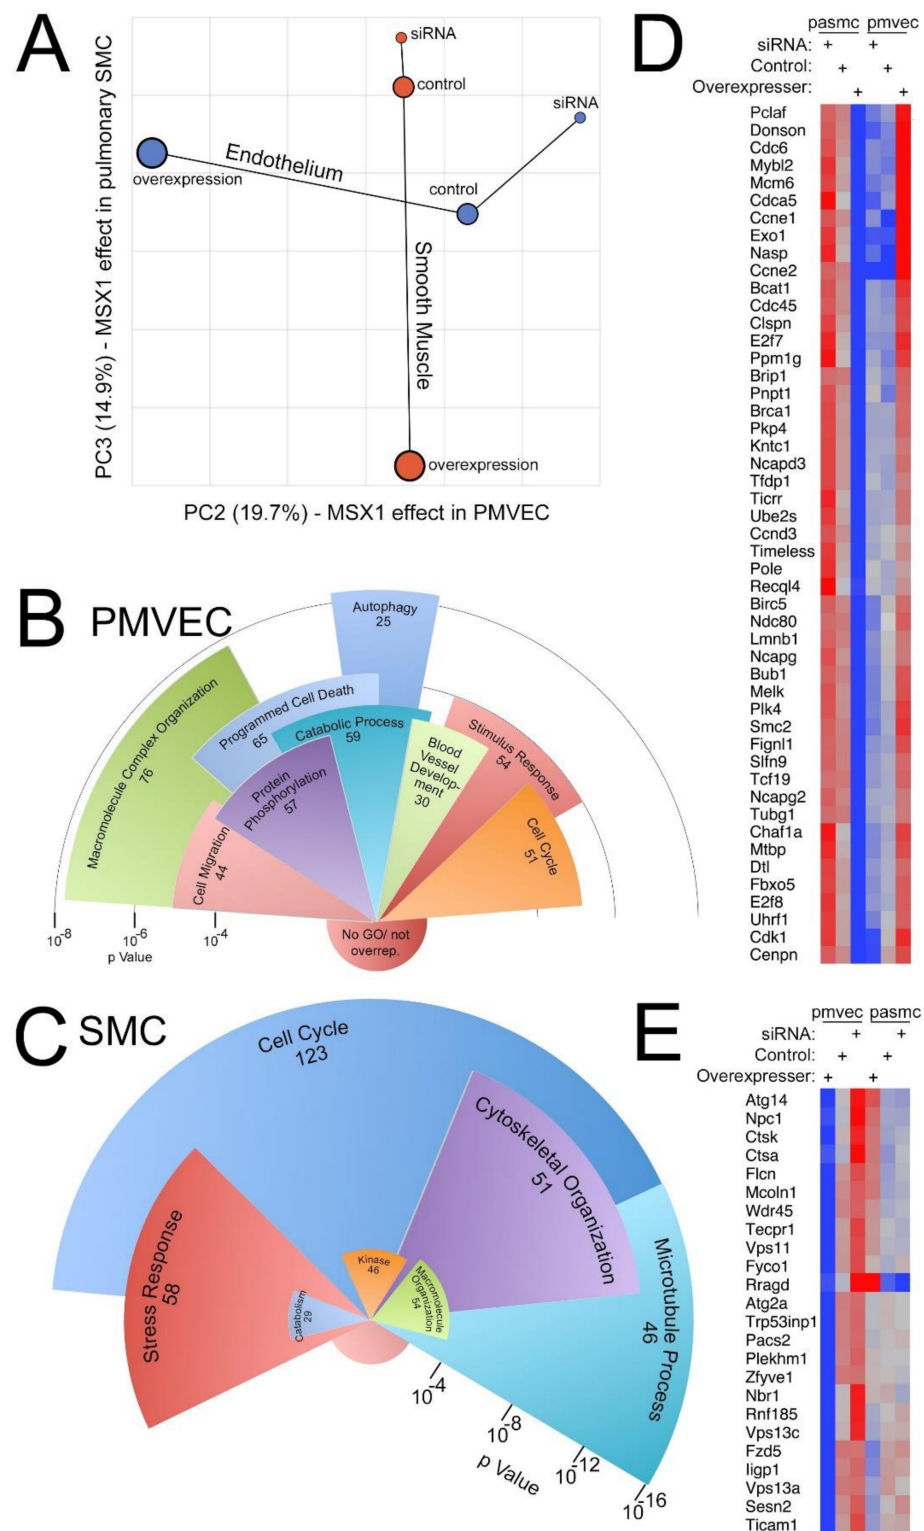 A
PC3 (14.9%) - MSX1 effect in pulmonary SMC
siRNA
control
siRNA
Endothelium
overexpression
control
Smooth Muscle
overexpression
PC2 (19.7%) - MSX1 effect in PMVEC
B
PMVEC
Autophagy
25
Macromolecule Complex Organization
76
Programmed Cell Death
65
Catabolic Process
59
Stimulus Response
54
Blood
Vessel
Develop-
ment
30
Protein
Phosphorylation
57
Cell Migration
44
Cell Cycle
51
No GO/ not
overrep.
10-8
10-6
10-4
p Value
C
SMC
Cell Cycle
123
Cytoskeletal Organization
51
Stress Response
58
Kinase
46
Catabolism
29
Macromolecule
Organization
54
Microtubule Process
46
10-4
10-8
10-12
10-16
p Value
D
pasmc pmvec
siRNA: + +
Control: + +
Overexpresser: + +
Pclaf
Donson
Cdc6
Mybl2
Mcm6
Cdca5
Ccne1
Exo1
Nasp
Ccne2
Bcat1
Cdc45
Clspn
E2f7
Ppm1g
Brip1
Pnpt1
Brca1
Pkp4
Kntc1
Ncapd3
Tfdp1
Ticrr
Ube2s
Ccnd3
Timeless
Pole
Recql4
Birc5
Ndc80
Lmnb1
Ncapg
Bub1
Melk
Plk4
Smc2
Fignl1
Slfn9
Tcf19
Ncapg2
Tubg1
Chaf1a
Mtbp
Dtl
Fbxo5
E2f8
Uhrf1
Cdk1
Cenpn
E
pmvec pasmc
siRNA: + +
Control: + +
Overexpresser: + +
Atg14
Npc1
Ctsk
Ctsa
Flcn
Mcoln1
Wdr45
Tecpr1
Vps11
Fyco1
Rragd
Atg2a
Trp53inp1
Pacs2
Plekhm1
Zfyve1
Nbr1
Rnf185
Vps13c
Fzd5
Iigp1
Vps13a
Sesn2
Ticam1